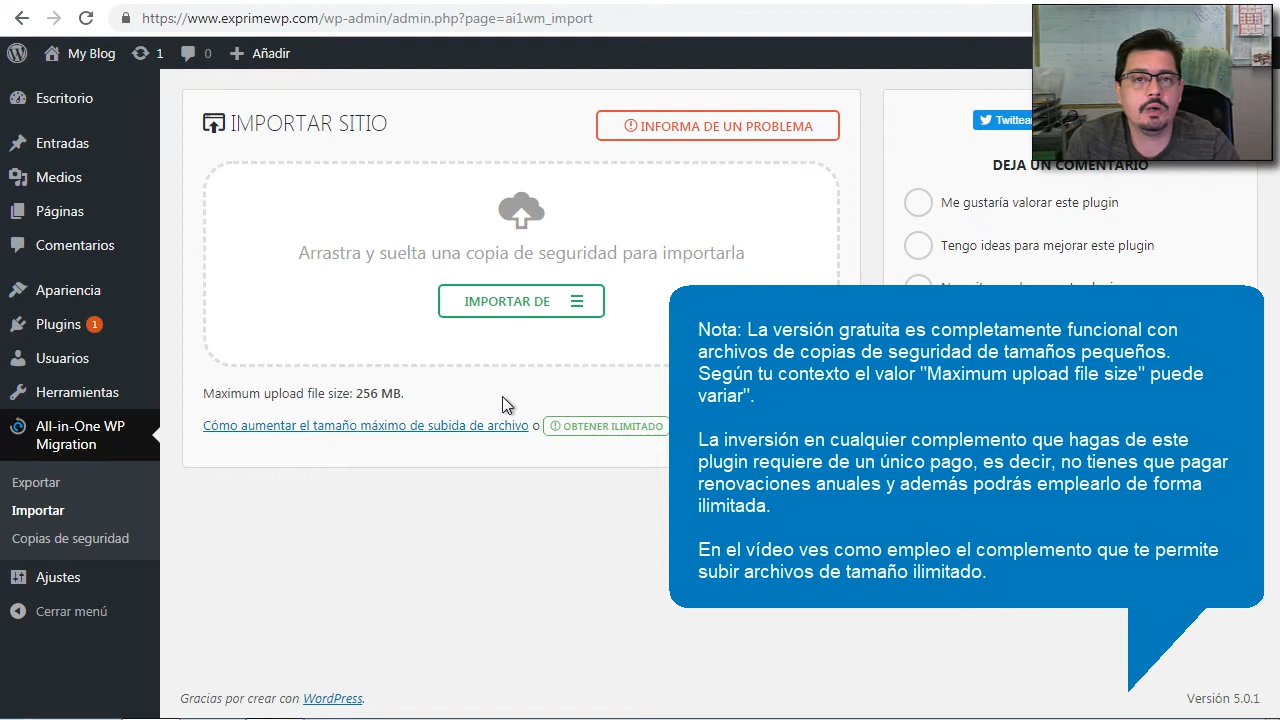 https://www.exprimewp.com/wp-admin/admin.php?page=ai1wm_import
My Blog
1
0
Añadir
Escritorio
Entradas
Medios
Páginas
Comentarios
Apariencia
Plugins 1
Usuarios
Herramientas
All-in-One WP
Migration
Exportar
Importar
Copias de seguridad
Ajustes
Cerrar menú
IMPORTAR SITIO
INFORMA DE UN PROBLEMA
Arrastra y suelta una copia de seguridad para importarla
IMPORTAR DE
Maximum upload file size: 256 MB.
Cómo aumentar el tamaño máximo de subida de archivo o OBTENER ILIMITADO
DEJA UN COMENTARIO
Me gustaría valorar este plugin
Tengo ideas para mejorar este plugin
Nota: La versión gratuita es completamente funcional con
archivos de copias de seguridad de tamaños pequeños.
Según tu contexto el valor "Maximum upload file size" puede
variar".
La inversión en cualquier complemento que hagas de este
plugin requiere de un único pago, es decir, no tienes que pagar
renovaciones anuales y además podrás emplearlo de forma
ilimitada.
En el vídeo ves como empleo el complemento que te permite
subir archivos de tamaño ilimitado.
Gracias por crear con WordPress.
Versión 5.0.1